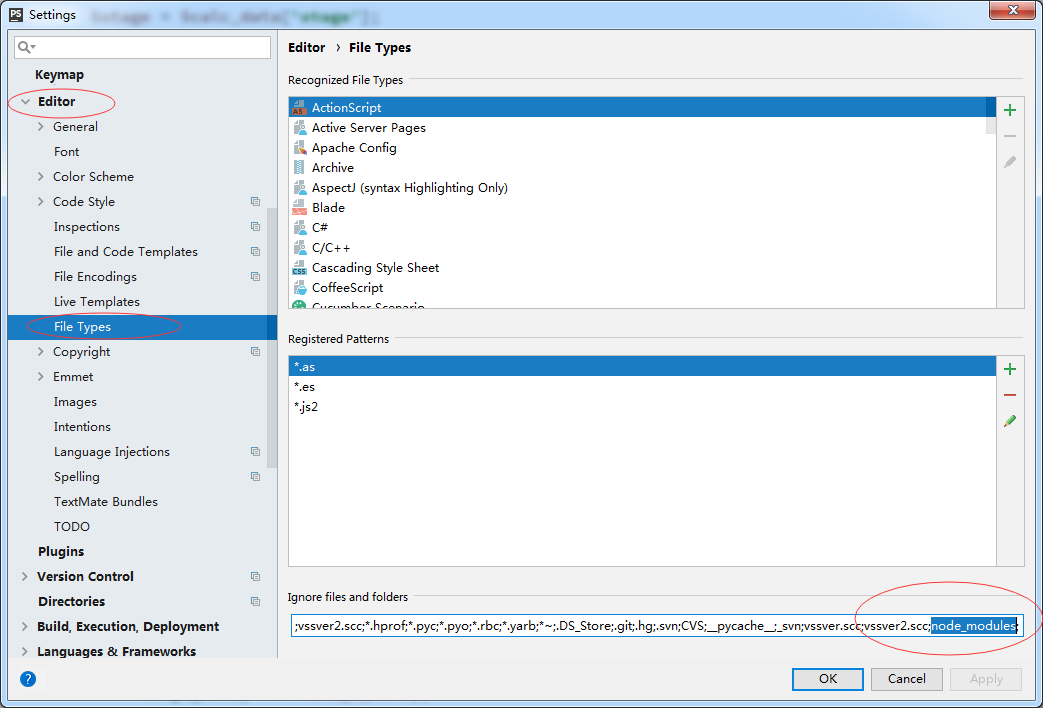 PS Settings
Keymap
Editor
General
Font
Color Scheme
Code Style
Inspections
File and Code Templates
File Encodings
Live Templates
File Types
Copyright
Emmet
Images
Intentions
Language Injections
Spelling
TextMate Bundles
TODO
Plugins
Version Control
Directories
Build, Execution, Deployment
Languages & Frameworks
?
Editor › File Types
Recognized File Types
ActionScript
Active Server Pages
Apache Config
Archive
AspectJ (syntax Highlighting Only)
Blade
C#
C/C++
Cascading Style Sheet
CoffeeScript
Cucumber Scenario
Registered Patterns
*.as
*.es
*.js2
Ignore files and folders
;vssver2.scc;*.hprof;*.pyc;*.pyo;*.rbc;*.yarb;*~;.DS_Store;.git;.hg;.svn;CVS;__pycache__;_svn;vssver.scc;vssver2.scc;node_modules;
OK
Cancel
Apply